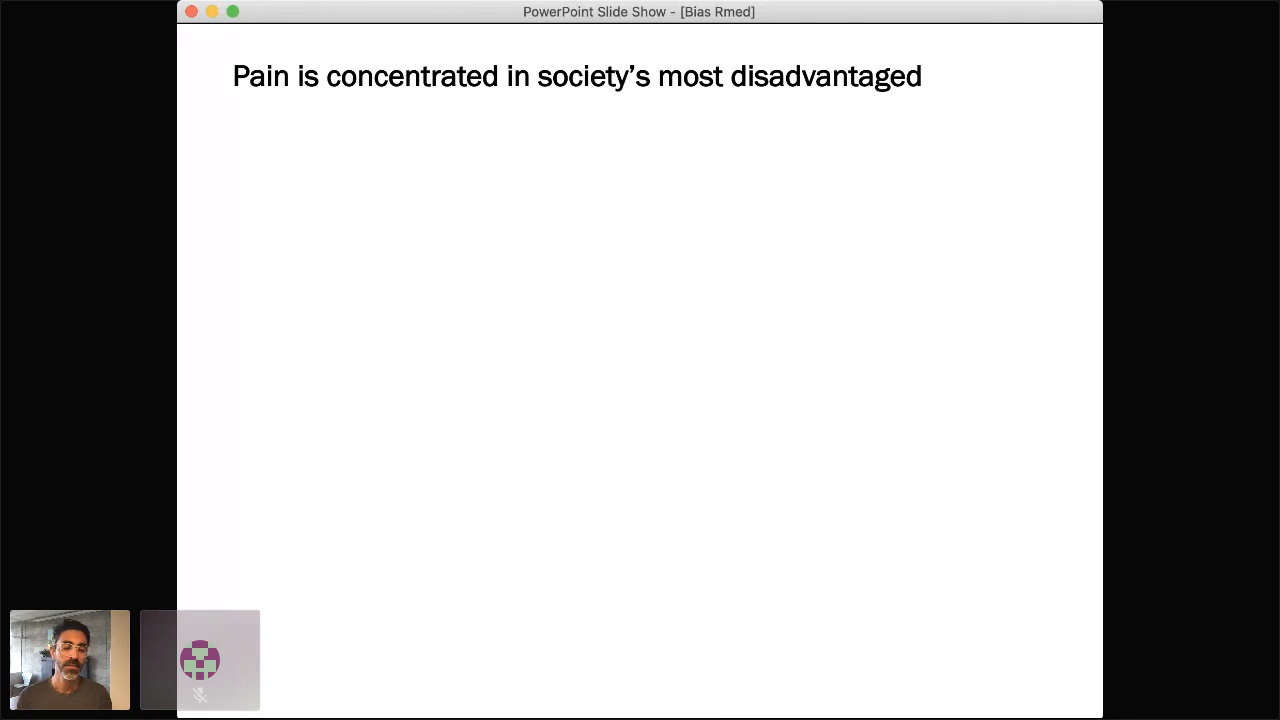 PowerPoint Slide Show - [Bias Rmed]
Pain is concentrated in society’s most disadvantaged